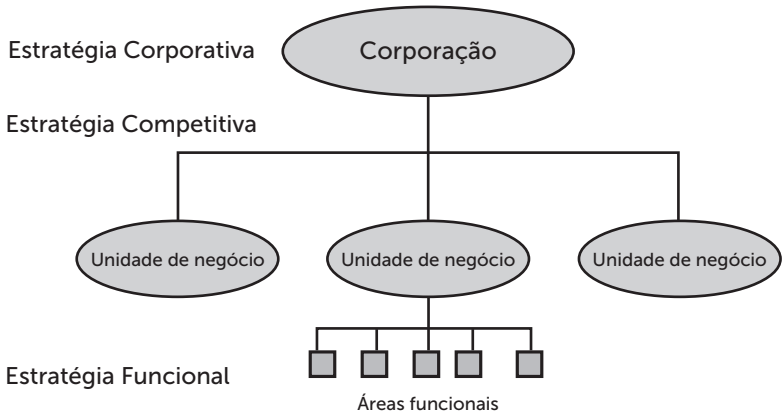 Estratégia Corporativa
Corporação
Estratégia Competitiva
Unidade de negócio
Unidade de negócio
Unidade de negócio
Estratégia Funcional
Áreas funcionais